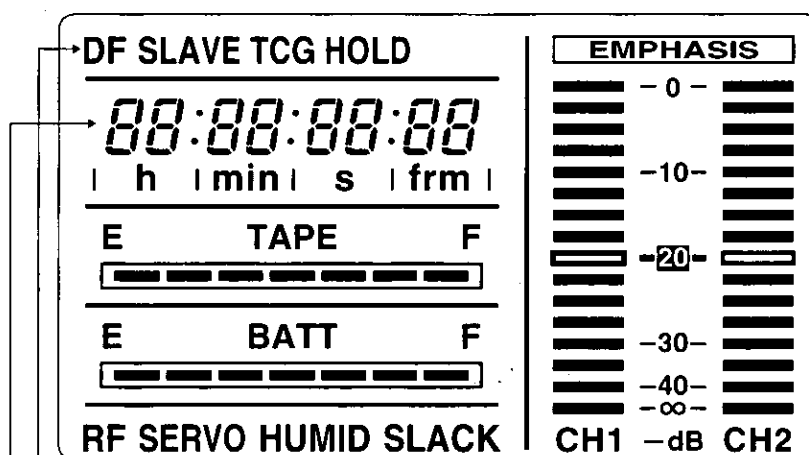 DF SLAVE TCG HOLD
88:88:88:88
h min s frm
E TAPE F
E BATT F
RF SERVO HUMID SLACK
EMPHASIS
0
-10-
-20-
-30-
-40-
-∞-
CH1 -dB CH2